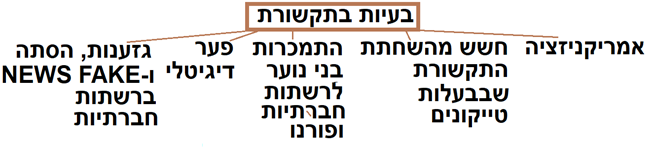 בעיות בתקשורת
אמריקניזציה
חשש מהשחתת
התקשורת
שבבעלות
טייקונים
התמכרות
בני נוער
לרשתות
חברתיות
ופורנו
פער
דיגיטלי
גזענות, הסתה
ו-NEWS FAKE
ברשתות
חברתיות